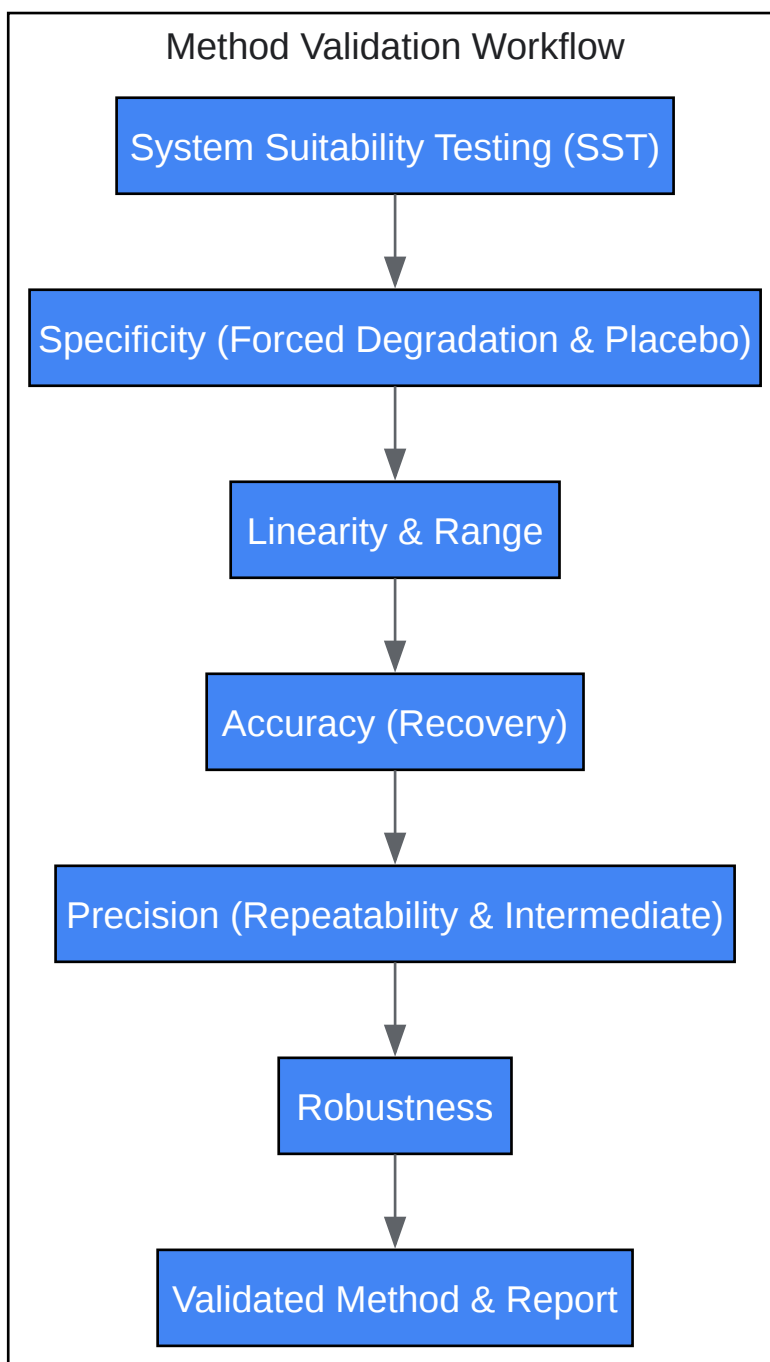 Method Validation Workflow
System Suitability Testing (SST)
Specificity (Forced Degradation & Placebo)
Linearity & Range
Accuracy (Recovery)
Precision (Repeatability & Intermediate)
Robustness
Validated Method & Report